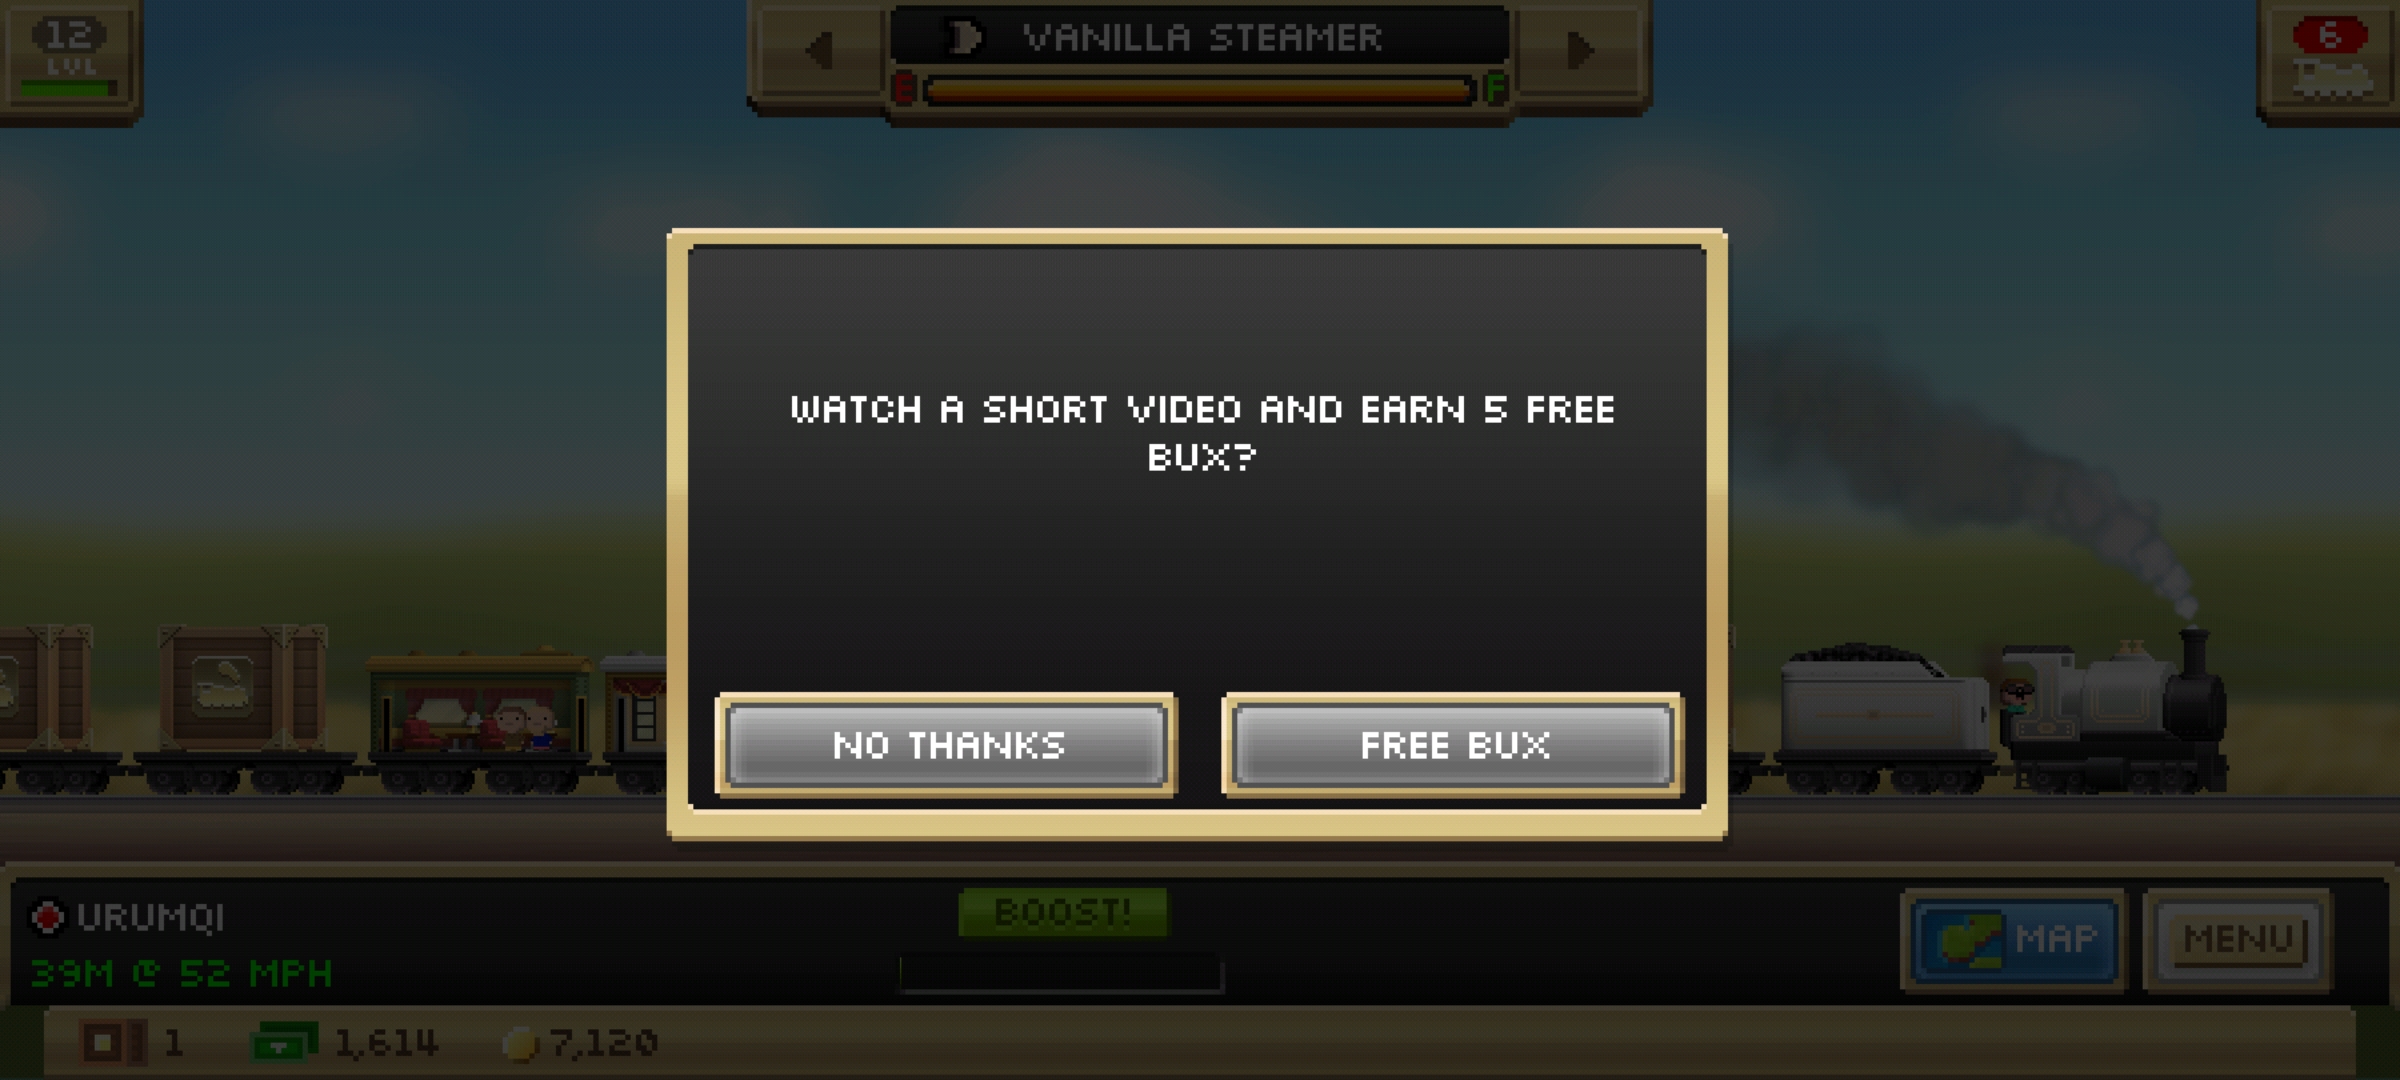 12
LVL
VANILLA STEAMER
E F
6
WATCH A SHORT VIDEO AND EARN 5 FREE
BUX?
NO THANKS
FREE BUX
URUMQI
39M @ 52 MPH
BOOST!
MAP
MENU
1
1,614
7,120